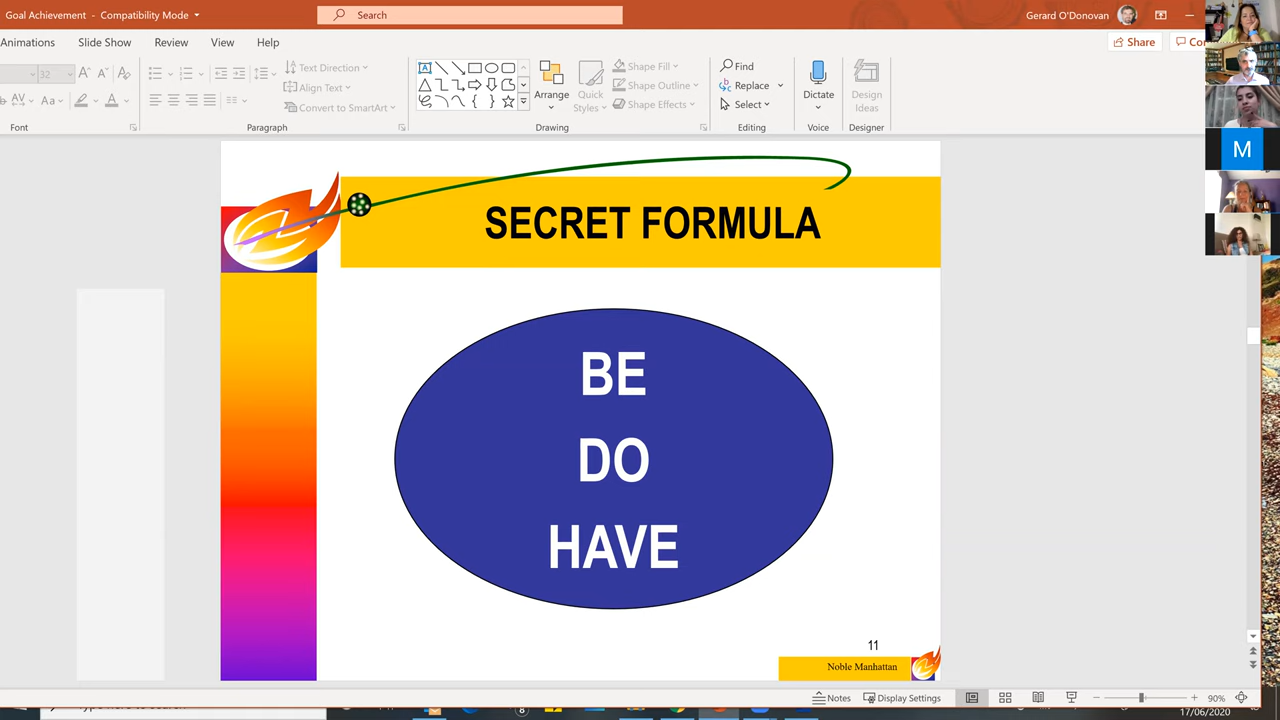 Goal Achievement - Compatibility Mode
Search
Gerard O'Donovan
Animations
Slide Show
Review
View
Help
Share
32
Aa
Text Direction
Align Text
Convert to SmartArt
Arrange
Quick
Styles
Shape Fill
Shape Outline
Shape Effects
Find
Replace
Select
Dictate
Design
Ideas
Font
Paragraph
Drawing
Editing
Voice
Designer
M
SECRET FORMULA
BE
DO
HAVE
11
Noble Manhattan
Notes
Display Settings
90%
17/06/2020